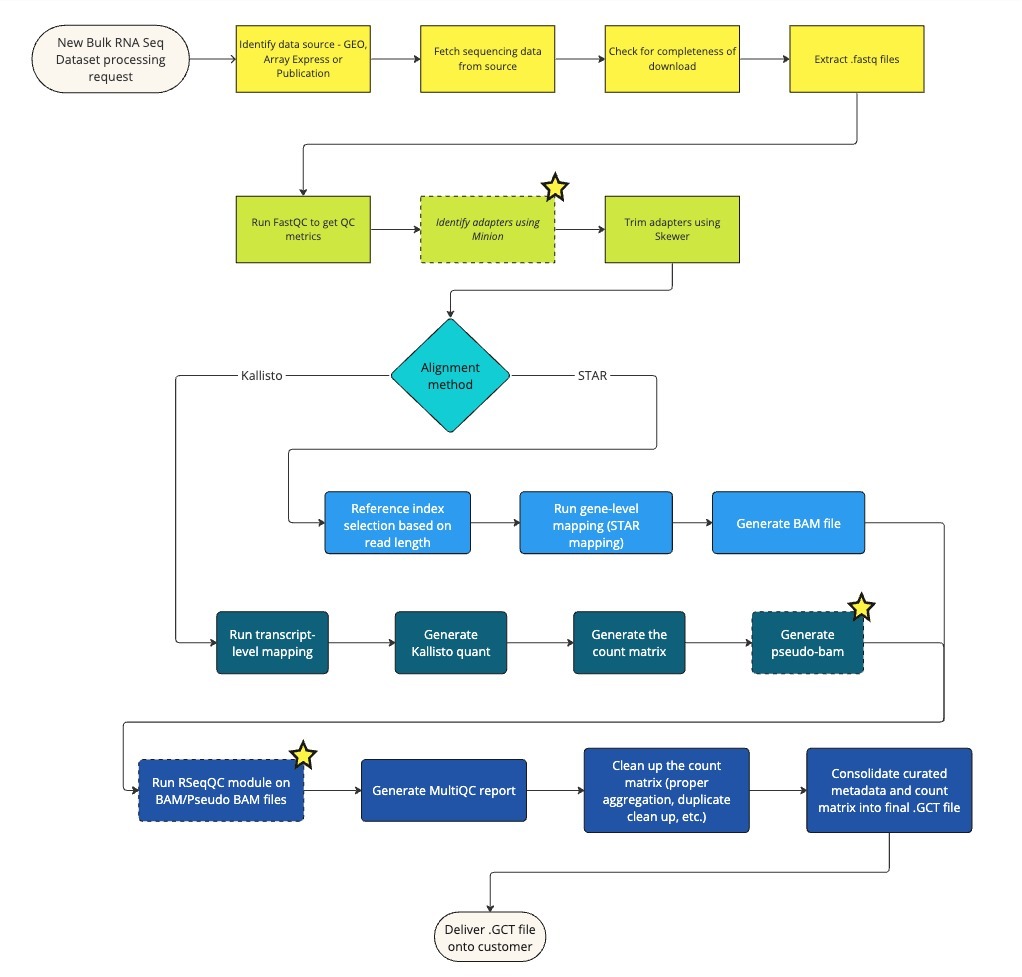 New Bulk RNA Seq
Dataset processing
request
Identify data source - GEO,
Array Express or
Publication
Fetch sequencing data
from source
Check for completeness of
download
Extract .fastq files
Run FastQC to get QC
metrics
Identify adapters using
Minion
Trim adapters using
Skewer
Alignment
method
Kallisto
STAR
Reference index
selection based on
read length
Run gene-level
mapping (STAR
mapping)
Generate BAM file
Run transcript-
level mapping
Generate
Kallisto quant
Generate the
count matrix
Generate
pseudo-bam
Run RSeqQC module on
BAM/Pseudo BAM files
Generate MultiQC report
Clean up the count
matrix (proper
aggregation, duplicate
clean up, etc.)
Consolidate curated
metadata and count
matrix into final .GCT file
Deliver .GCT file
onto customer